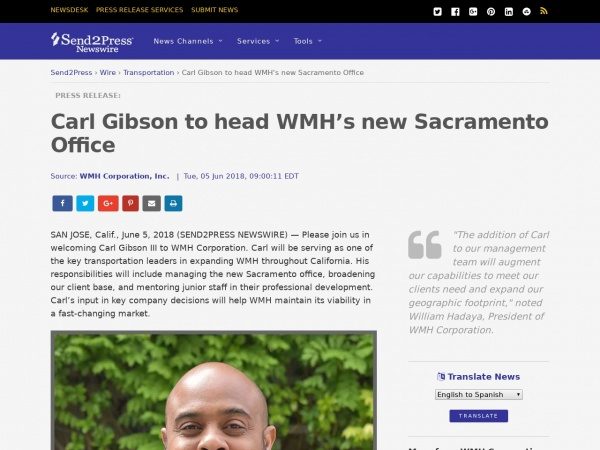 NEWSDESK PRESS RELEASE SERVICES SUBMIT NEWS
Send2Press®
Newswire
News Channels Services Tools
Send2Press › Wire › Transportation › Carl Gibson to head WMH's new Sacramento Office
PRESS RELEASE:
Carl Gibson to head WMH’s new Sacramento
Office
Source: WMH Corporation, Inc. | Tue, 05 Jun 2018, 09:00:11 EDT
SAN JOSE, Calif., June 5, 2018 (SEND2PRESS NEWSWIRE) — Please join us in
welcoming Carl Gibson III to WMH Corporation. Carl will be serving as one of
the key transportation leaders in expanding WMH throughout California. His
responsibilities will include managing the new Sacramento office, broadening
our client base, and mentoring junior staff in their professional development.
Carl’s input in key company decisions will help WMH maintain its viability in
a fast-changing market.
"The addition of Carl
to our management
team will augment
our capabilities to meet our
clients need and expand our
geographic footprint," noted
William Hadaya, President of
WMH Corporation.
Translate News
English to Spanish
TRANSLATE